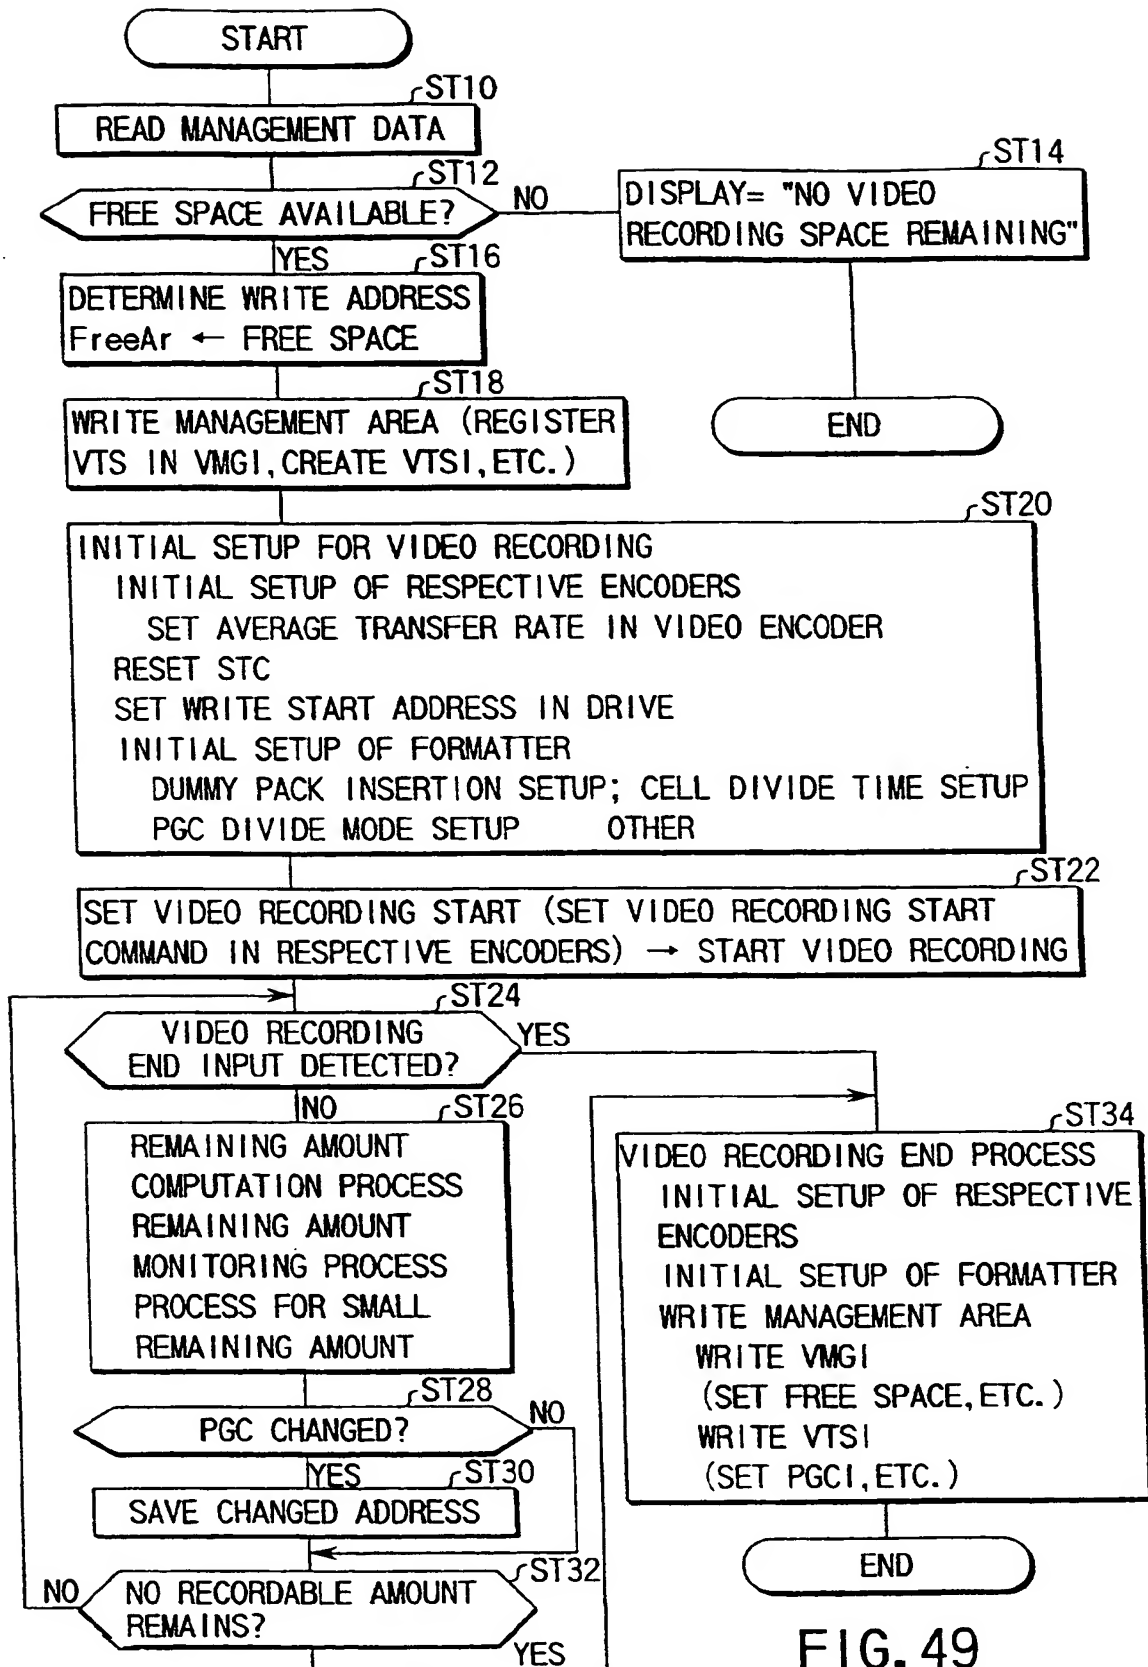 START
ST10
READ MANAGEMENT DATA
ST12
FREE SPACE AVAILABLE?
NO
ST14
DISPLAY= "NO VIDEO
RECORDING SPACE REMAINING"
END
YES
ST16
DETERMINE WRITE ADDRESS
FreeAr ← FREE SPACE
ST18
WRITE MANAGEMENT AREA (REGISTER
VTS IN VMGI, CREATE VTSI, ETC.)
ST20
INITIAL SETUP FOR VIDEO RECORDING
INITIAL SETUP OF RESPECTIVE ENCODERS
SET AVERAGE TRANSFER RATE IN VIDEO ENCODER
RESET STC
SET WRITE START ADDRESS IN DRIVE
INITIAL SETUP OF FORMATTER
DUMMY PACK INSERTION SETUP; CELL DIVIDE TIME SETUP
PGC DIVIDE MODE SETUP OTHER
ST22
SET VIDEO RECORDING START (SET VIDEO RECORDING START
COMMAND IN RESPECTIVE ENCODERS) → START VIDEO RECORDING
ST24
VIDEO RECORDING
END INPUT DETECTED?
YES
NO
ST26
REMAINING AMOUNT
COMPUTATION PROCESS
REMAINING AMOUNT
MONITORING PROCESS
PROCESS FOR SMALL
REMAINING AMOUNT
ST28
PGC CHANGED?
NO
YES
ST30
SAVE CHANGED ADDRESS
ST32
NO
NO RECORDABLE AMOUNT
REMAINS?
YES
ST34
VIDEO RECORDING END PROCESS
INITIAL SETUP OF RESPECTIVE
ENCODERS
INITIAL SETUP OF FORMATTER
WRITE MANAGEMENT AREA
WRITE VMGI
(SET FREE SPACE, ETC.)
WRITE VTSI
(SET PGCI, ETC.)
END
FIG. 49